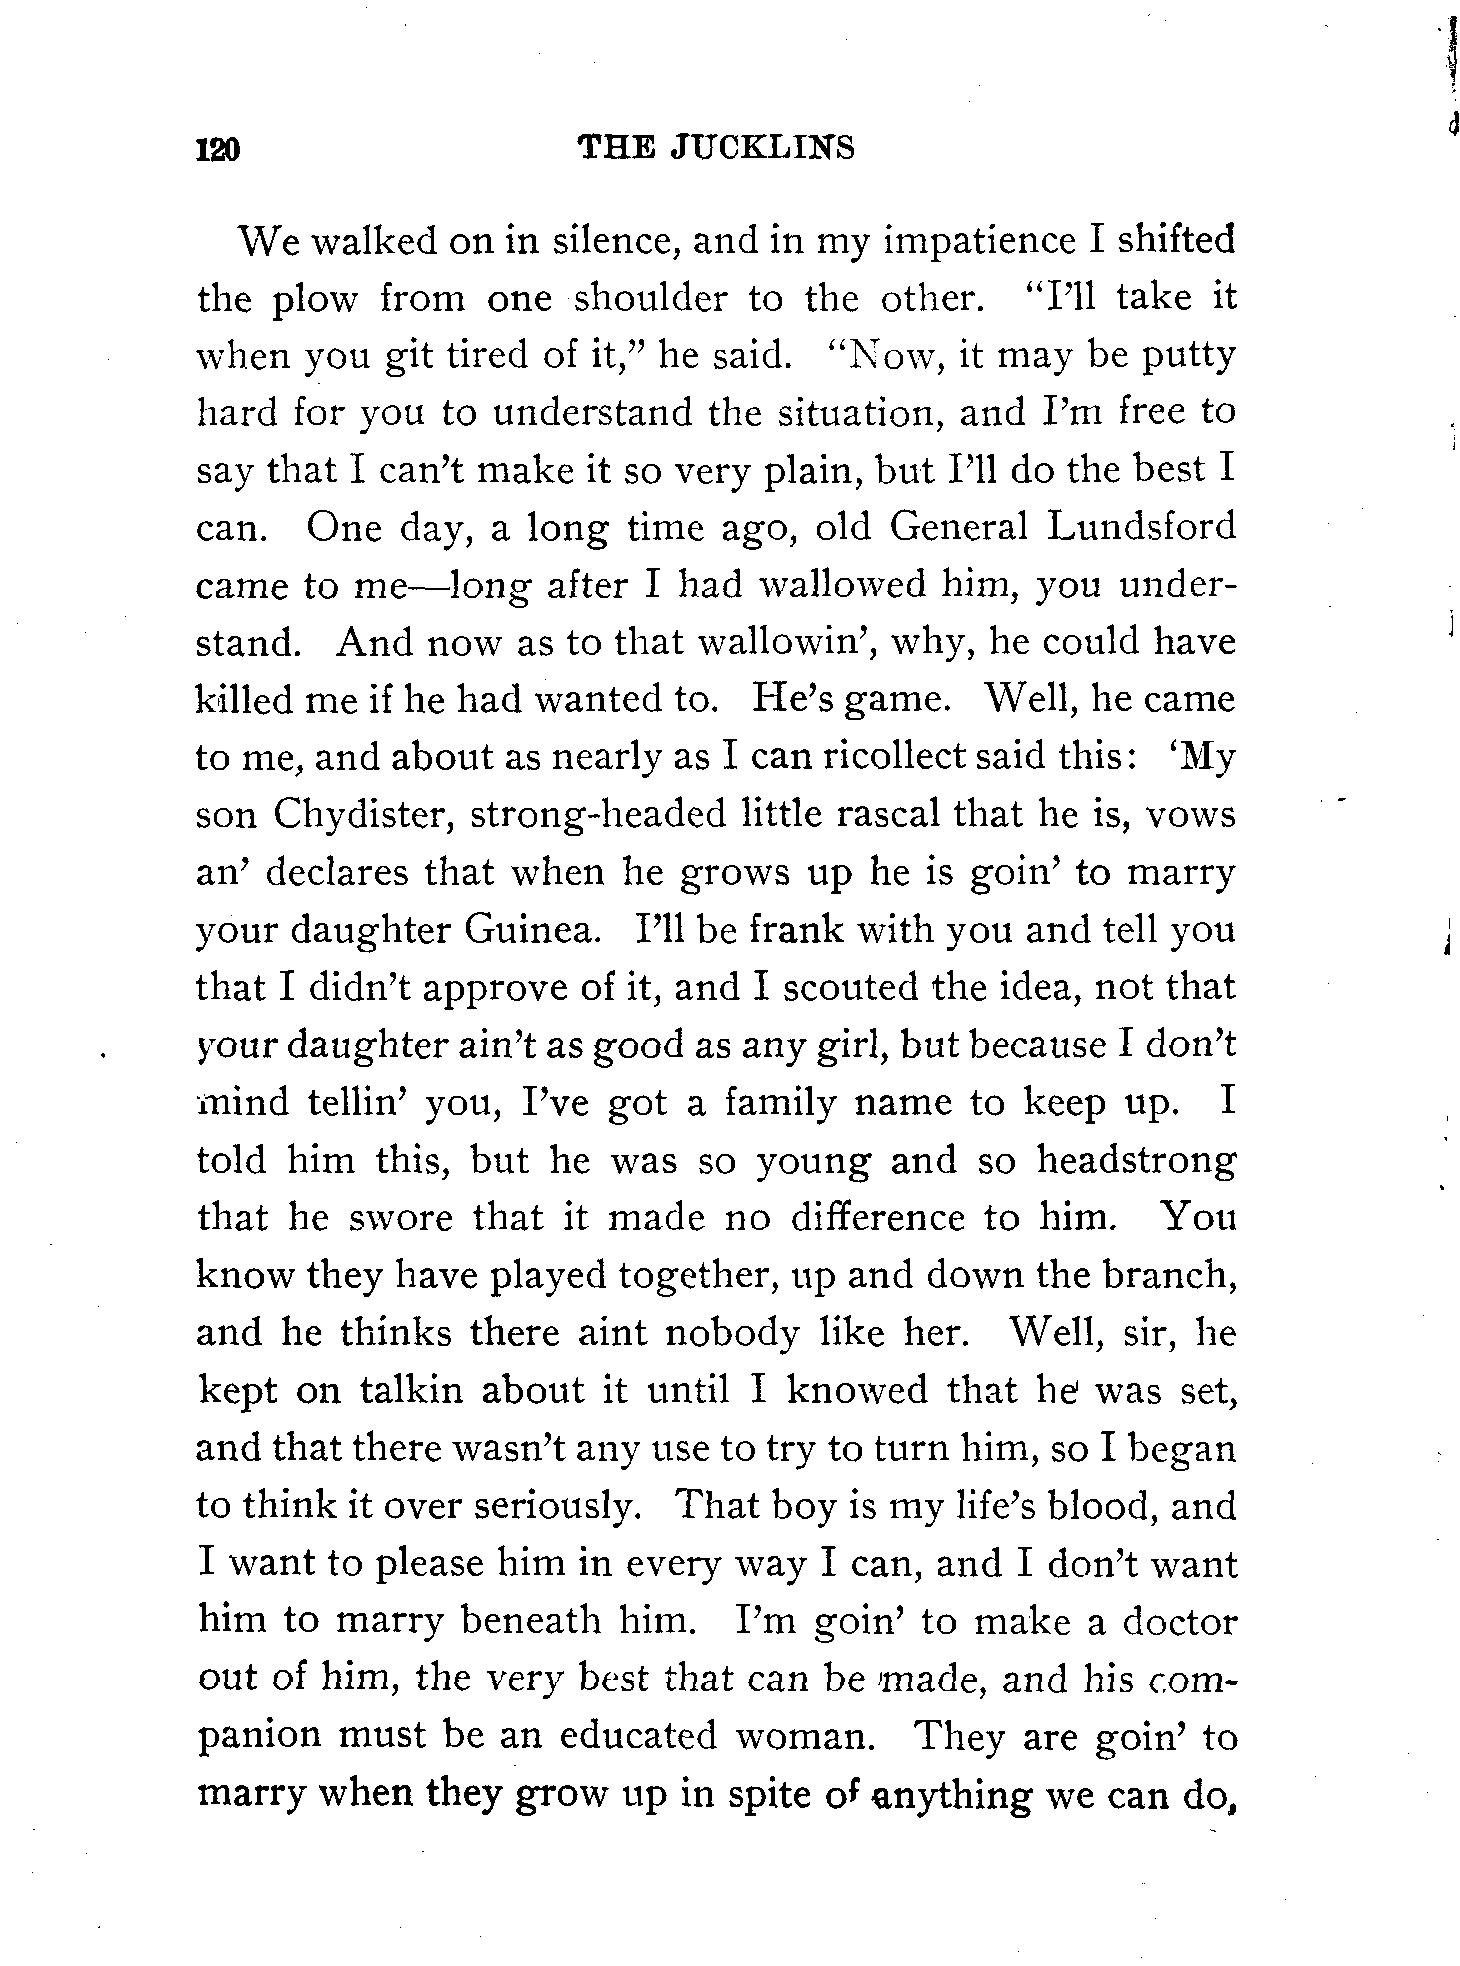 120 THE JUCKLINS
We walked on in silence, and in my impatience I shifted
the plow from one shoulder to the other. “I’ll take it
when you git tired of it,” he said. “Now, it may be putty
hard for you to understand the situation, and I’m free to
say that I can’t make it so very plain, but I’ll do the best I
can. One day, a long time ago, old General Lundsford
came to me—long after I had wallowed him, you under-
stand. And now as to that wallowin’, why, he could have
killed me if he had wanted to. He’s game. Well, he came
to me, and about as nearly as I can ricollect said this: ‘My
son Chydister, strong-headed little rascal that he is, vows
an’ declares that when he grows up he is goin’ to marry
your daughter Guinea. I’ll be frank with you and tell you
that I didn’t approve of it, and I scouted the idea, not that
your daughter ain’t as good as any girl, but because I don’t
mind tellin’ you, I’ve got a family name to keep up. I
told him this, but he was so young and so headstrong
that he swore that it made no difference to him. You
know they have played together, up and down the branch,
and he thinks there aint nobody like her. Well, sir, he
kept on talkin about it until I knowed that he was set,
and that there wasn’t any use to try to turn him, so I began
to think it over seriously. That boy is my life’s blood, and
I want to please him in every way I can, and I don’t want
him to marry beneath him. I’m goin’ to make a doctor
out of him, the very best that can be made, and his com-
panion must be an educated woman. They are goin’ to
marry when they grow up in spite of anything we can do,